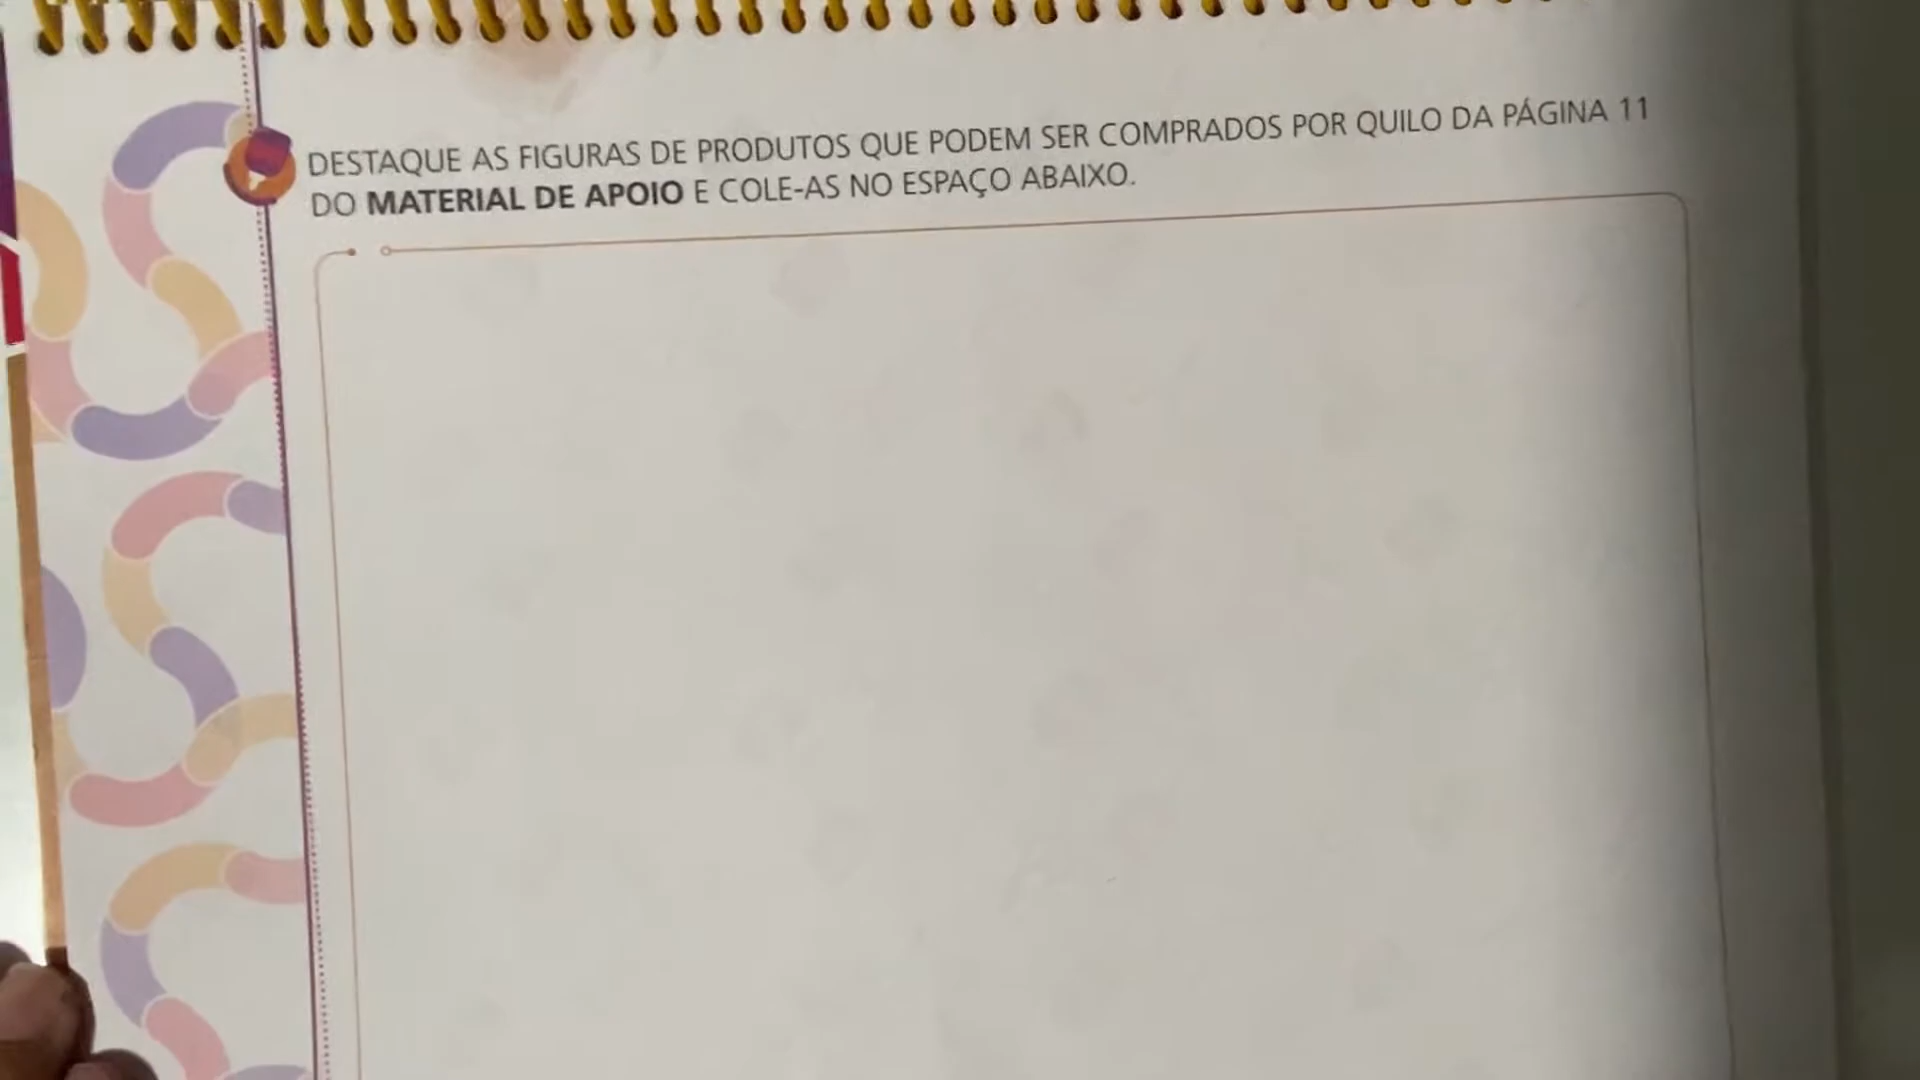 DESTAQUE AS FIGURAS DE PRODUTOS QUE PODEM SER COMPRADOS POR QUILO DA PÁGINA 11
DO MATERIAL DE APOIO E COLE-AS NO ESPAÇO ABAIXO.